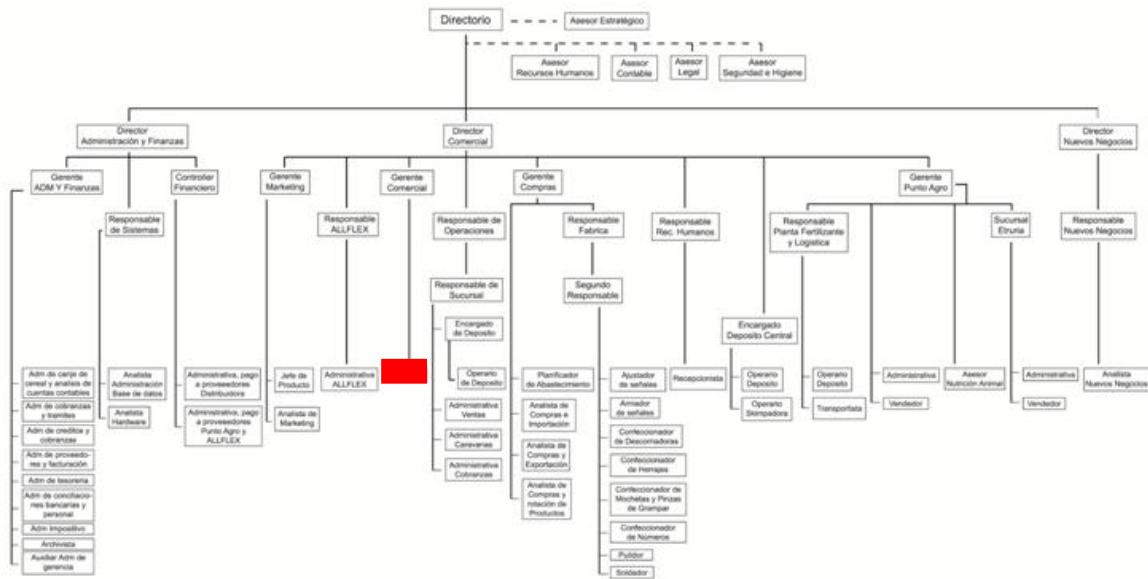 Directorio
Asesor Estratégico
Asesor
Recursos Humanos
Asesor
Contable
Asesor
Legal
Asesor
Seguridad e Higiene
Director
Administración y Finanzas
Director
Comercial
Director
Nuevos Negocios
Gerente
ADM Y Finanzas
Controller
Financiero
Gerente
Marketing
Gerente
Comercial
Gerente
Compras
Gerente
Punto Agro
Responsable
de Sistemas
Responsable
ALLFLEX
Responsable de
Operaciones
Responsable
Fabrica
Responsable
Rec. Humanos
Responsable
Planta Fertilizante
y Logística
Sucursal
Etruria
Responsable
Nuevos Negocios
Responsable de
Sucursal
Segundo
Responsable
Encargado
de Deposito
Encargado
Deposito Central
Adm de canje de
cereal y analisis de
cuentas contables
Adm de cobranzas
y tramites
Adm de creditos y
cobranzas
Adm de proveedo-
res y facturación
Adm de tesoreria
Adm de conciliacio-
nes bancarias y
personal
Adm Impositivo
Archivista
Auxiliar Adm de
gerencia
Analista
Administración
Base de datos
Analista
Hardware
Administrativa, pago
a proveseedores
Distribuidora
Administrativa, pago
a proveedores
Punto Agro y
ALLFLEX
Jefe de
Producto
Analista de
Marketing
Administrativa
ALLFLEX
Operario
de Deposito
Administrativa
Ventas
Administrativa
Caravanas
Administrativa
Cobranzas
Planificador
de Abastecimiento
Analista de
Compras e
Importación
Analista de
Compras y
Exportación
Analista de
Compras y
rotación de
Productos
Ajustador
de señales
Armador
de señales
Confeccionador
de Descornadoras
Confeccionador
de Herrajes
Confeccionador de
Mochetas y Pinzas
de Grampar
Confeccionador
de Números
Pulidor
Soldador
Recepcionista
Operario
Deposito
Operario
Skimpadora
Operario
Deposito
Transportista
Administrativa
Vendedor
Asesor
Nutrición Animal
Administrativa
Vendedor
Analista
Nuevos Negocios